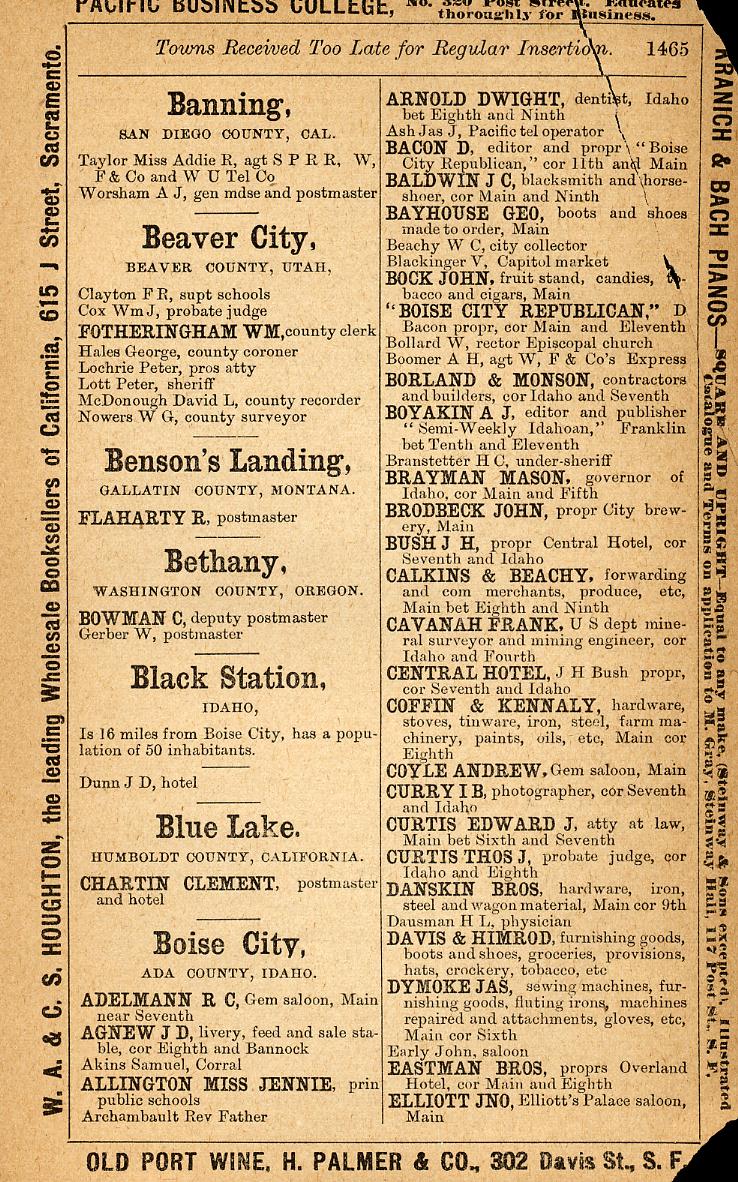 PACIFIC BUSINESS COLLEGE, No. 320 Post Street. Educates
thoroughly for Business.
Towns Received Too Late for Regular Insertion. 1465
Banning,
SAN DIEGO COUNTY, CAL.
Taylor Miss Addie R, agt S P R R, W,
F & Co and W U Tel Co
Worsham A J, gen mdse and postmaster
Beaver City,
BEAVER COUNTY, UTAH,
Clayton F R, supt schools
Cox Wm J, probate judge
FOTHERINGHAM WM, county clerk
Hales George, county coroner
Lochrie Peter, pros atty
Lott Peter, sheriff
McDonough David L, county recorder
Nowers W G, county surveyor
Benson's Landing,
GALLATIN COUNTY, MONTANA.
FLAHARTY R, postmaster
Bethany,
WASHINGTON COUNTY, OREGON.
BOWMAN C, deputy postmaster
Gerber W, postmaster
Black Station,
IDAHO,
Is 16 miles from Boise City, has a popu-
lation of 50 inhabitants.
Dunn J D, hotel
Blue Lake.
HUMBOLDT COUNTY, CALIFORNIA.
CHARTIN CLEMENT, postmaster
and hotel
Boise City,
ADA COUNTY, IDAHO.
ADELMANN R C, Gem saloon, Main
near Seventh
AGNEW J D, livery, feed and sale sta-
ble, cor Eighth and Bannock
Akins Samuel, Corral
ALLINGTON MISS JENNIE, prin
public schools
Archambault Rev Father
ARNOLD DWIGHT, dentist, Idaho
bet Eighth and Ninth
Ash Jas J, Pacific tel operator
BACON D, editor and propr "Boise
City Republican," cor 11th and Main
BALDWIN J C, blacksmith and horse-
shoer, cor Main and Ninth
BAYHOUSE GEO, boots and shoes
made to order, Main
Beachy W C, city collector
Blackinger V, Capitol market
BOCK JOHN, fruit stand, candies, to-
bacco and cigars, Main
"BOISE CITY REPUBLICAN," D
Bacon propr, cor Main and Eleventh
Bollard W, rector Episcopal church
Boomer A H, agt W, F & Co's Express
BORLAND & MONSON, contractors
and builders, cor Idaho and Seventh
BOYAKIN A J, editor and publisher
"Semi-Weekly Idahoan," Franklin
bet Tenth and Eleventh
Branstetter H C, under-sheriff
BRAYMAN MASON, governor of
Idaho, cor Main and Fifth
BRODBECK JOHN, propr City brew-
ery, Main
BUSH J H, propr Central Hotel, cor
Seventh and Idaho
CALKINS & BEACHY, forwarding
and com merchants, produce, etc,
Main bet Eighth and Ninth
CAVANAH FRANK, U S dept mine-
ral surveyor and mining engineer, cor
Idaho and Fourth
CENTRAL HOTEL, J H Bush propr,
cor Seventh and Idaho
COFFIN & KENNALY, hardware,
stoves, tinware, iron, steel, farm ma-
chinery, paints, oils, etc, Main cor
Eighth
COYLE ANDREW, Gem saloon, Main
CURRY I B, photographer, cor Seventh
and Idaho
CURTIS EDWARD J, atty at law,
Main bet Sixth and Seventh
CURTIS THOS J, probate judge, cor
Idaho and Eighth
DANSKIN BROS, hardware, iron,
steel and wagon material, Main cor 9th
Dausman H L, physician
DAVIS & HIMROD, furnishing goods,
boots and shoes, groceries, provisions,
hats, crockery, tobacco, etc
DYMOKE JAS, sewing machines, fur-
nishing goods, fluting irons, machines
repaired and attachments, gloves, etc,
Main cor Sixth
Early John, saloon
EASTMAN BROS, proprs Overland
Hotel, cor Main and Eighth
ELLIOTT JNO, Elliott's Palace saloon,
Main
W. A. & C. S. HOUGHTON, the leading Wholesale Booksellers of California, 615 J Street, Sacramento.
KRANICH & BACH PIANOS—SQUARE AND UPRIGHT—Equal to any make, (Steinway & Sons excepted). Illustrated
Catalogue and Terms on application to M. Gray, Steinway Hall, 117 Post St., S. F.
OLD PORT WINE, H. PALMER & CO., 302 Davis St., S. F.